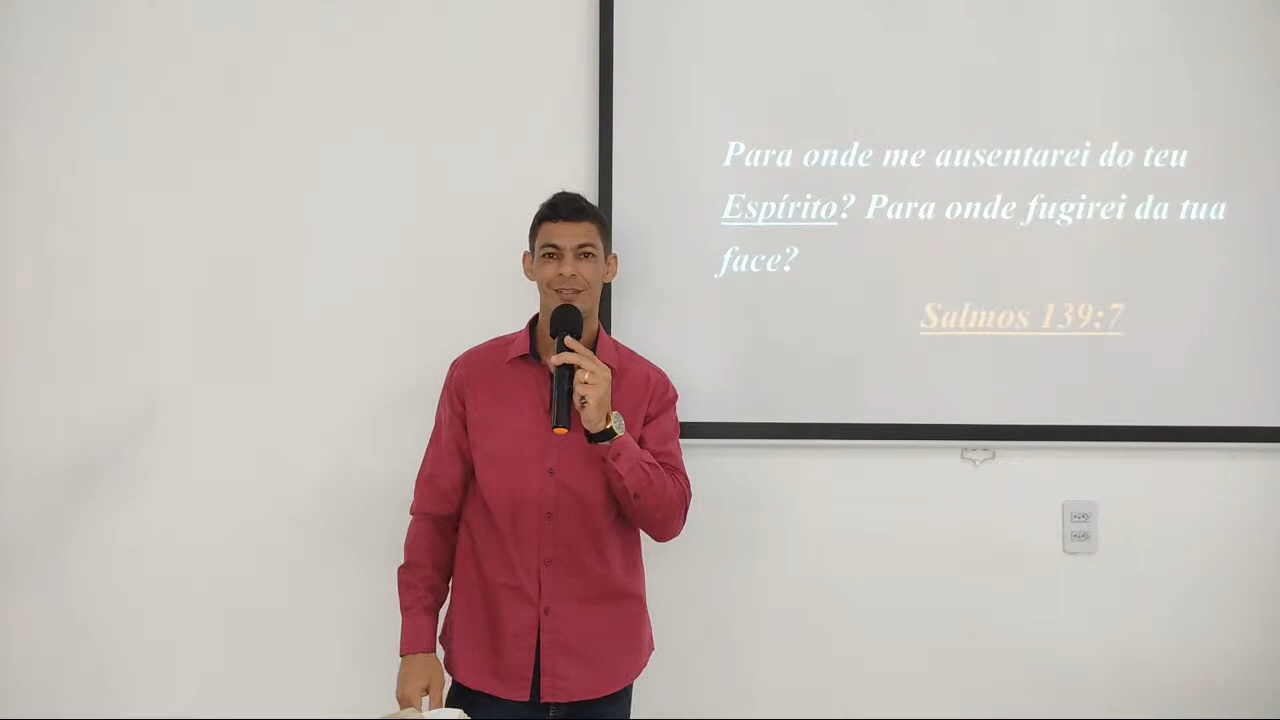 Para onde me ausentarei do teu
Espírito? Para onde fugirei da tua
face?
Salmos 139:7